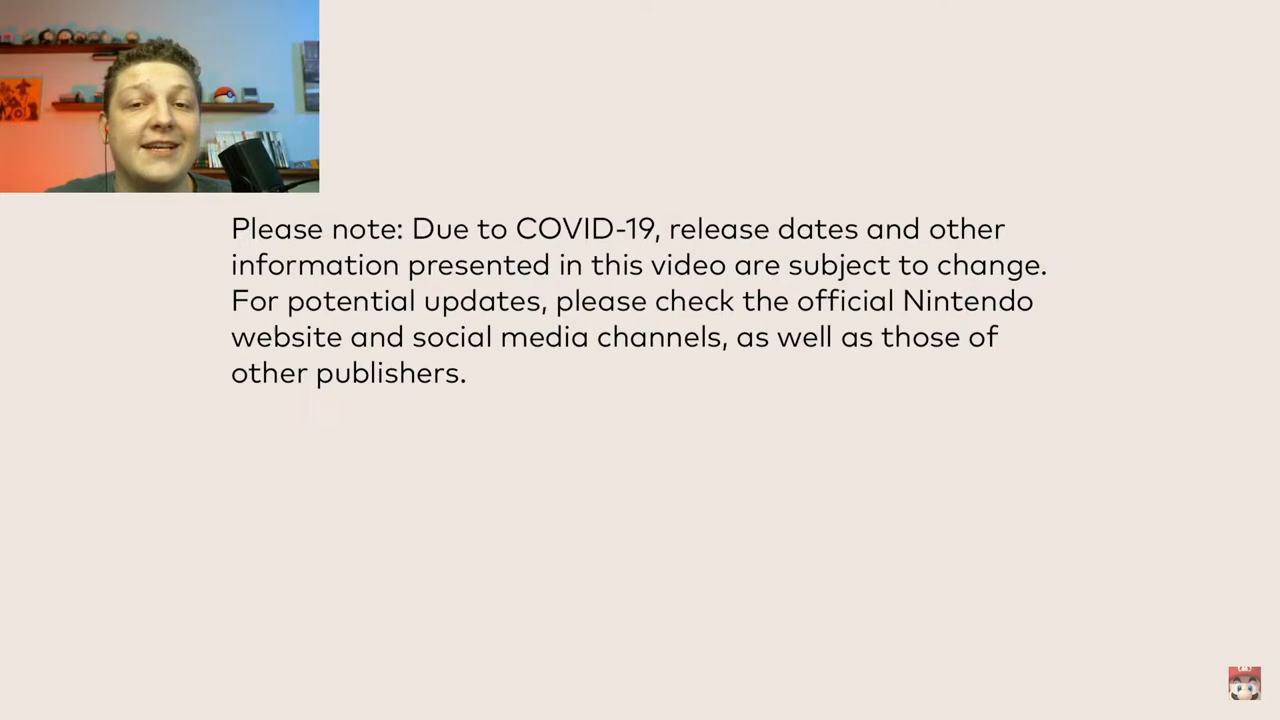 Please note: Due to COVID-19, release dates and other
information presented in this video are subject to change.
For potential updates, please check the official Nintendo
website and social media channels, as well as those of
other publishers.